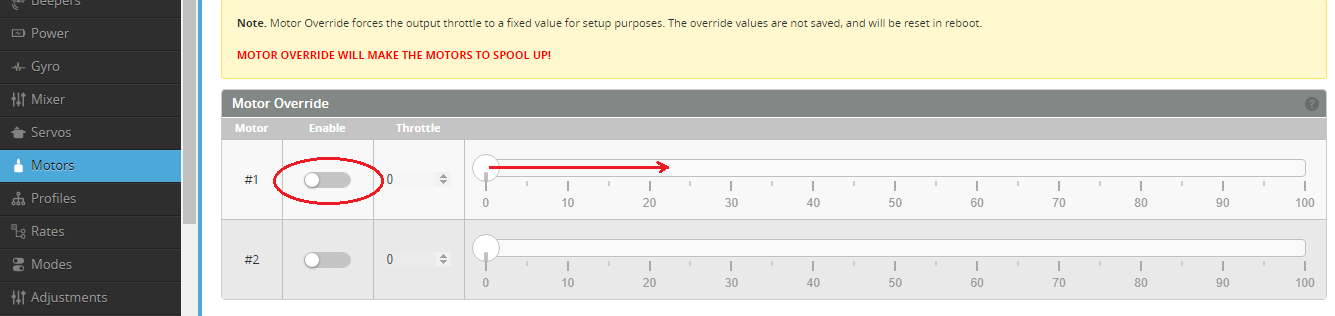 Beepers
Note. Motor Override forces the output throttle to a fixed value for setup purposes. The override values are not saved, and will be reset in reboot.
Power
MOTOR OVERRIDE WILL MAKE THE MOTORS TO SPOOL UP!
Gyro
Mixer
Motor Override ?
Servos
Motor Enable Throttle
Motors
#1 0
Profiles
0 10 20 30 40 50 60 70 80 90 100
Rates
Modes
#2 0
0 10 20 30 40 50 60 70 80 90 100
Adjustments